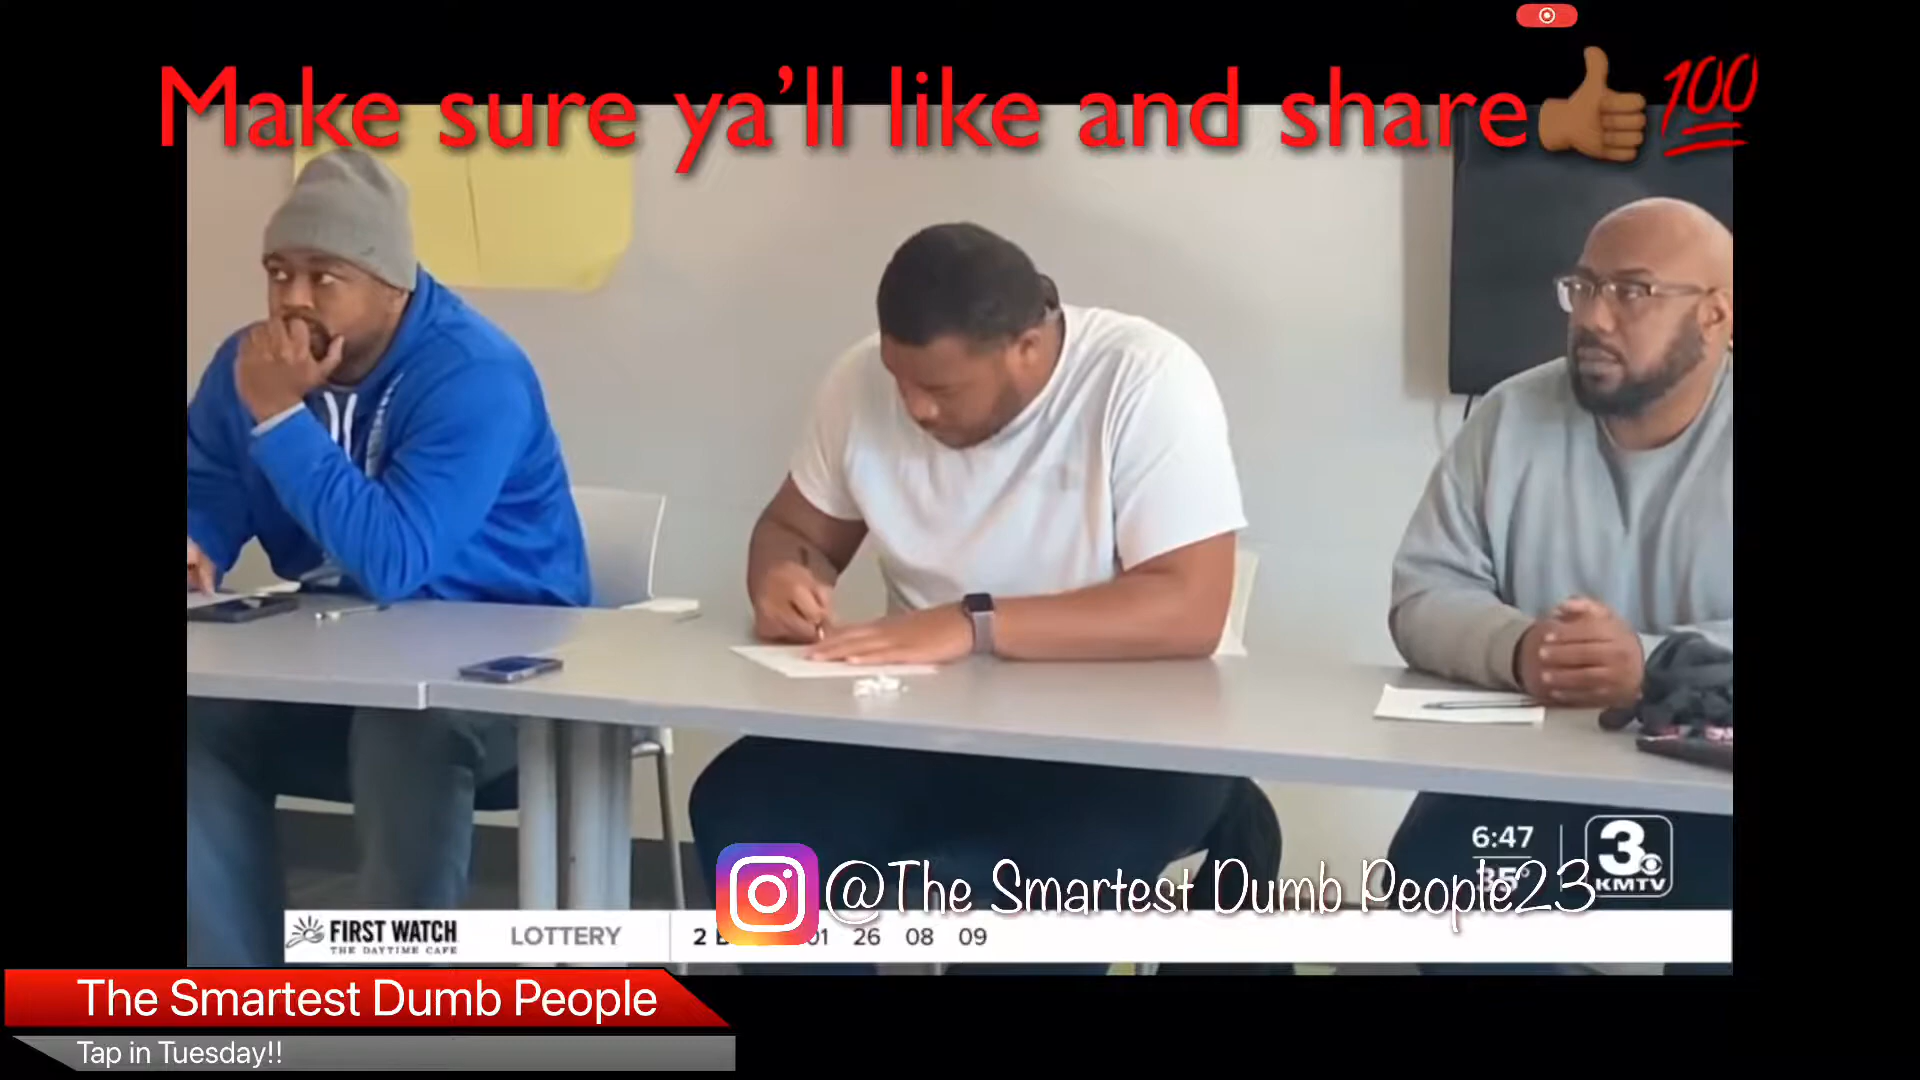 Make sure ya’ll like and share👍🏾💯
6:47
3
KMTV
@The Smartest Dumb People23
FIRST WATCH
THE DAYTIME CAFE
LOTTERY
2 01 26 08 09
The Smartest Dumb People
Tap in Tuesday!!